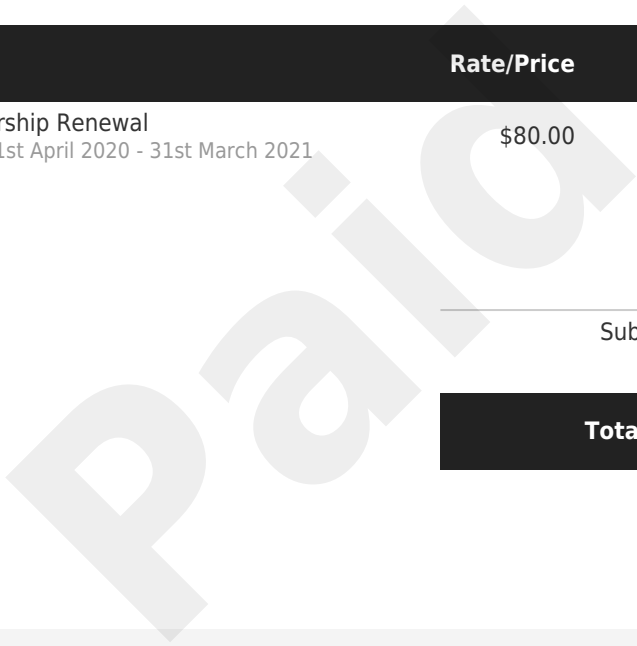 Rate/Price
rship Renewal
1st April 2020 - 31st March 2021
$80.00
Sub
Tota
Paid